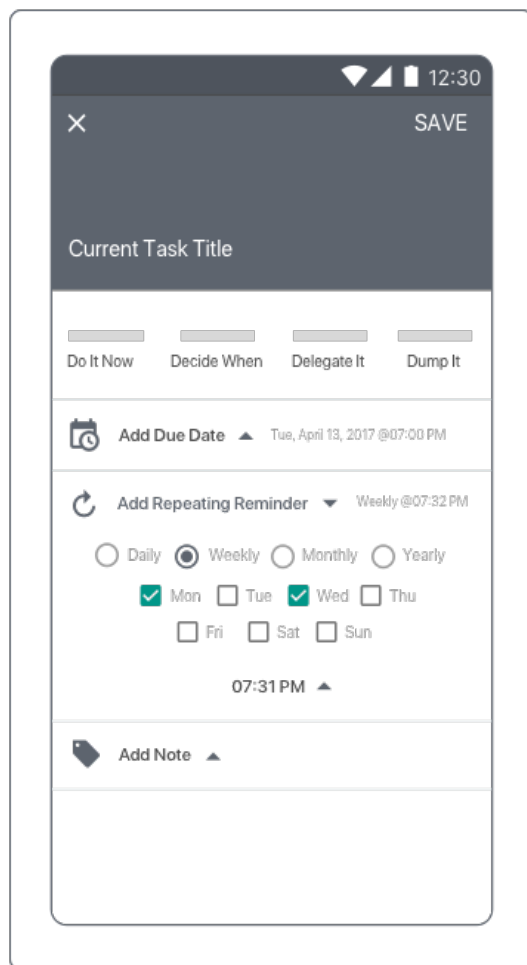 12:30
SAVE
Current Task Title
Do It Now Decide When Delegate It Dump It
Add Due Date Tue, April 13, 2017 @07:00 PM
Add Repeating Reminder Weekly @07:32 PM
Daily Weekly Monthly Yearly
Mon Tue Wed Thu
Fri Sat Sun
07:31 PM
Add Note